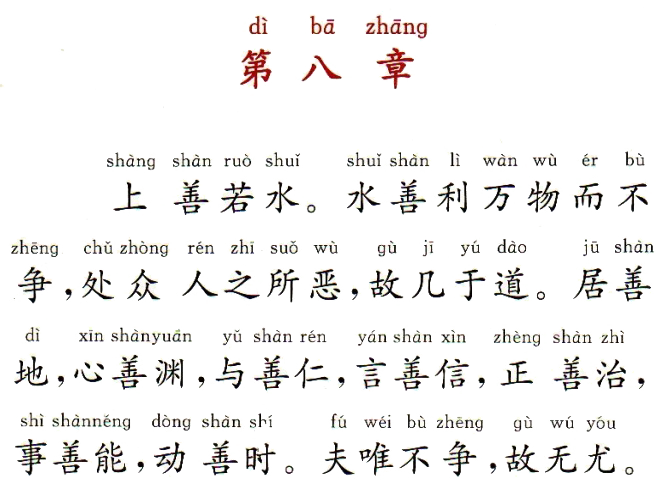 dì bā zhāng
第八章
shàng shàn ruò shuǐ shuǐ shàn lì wàn wù ér bù
上善若水。水善利万物而不
zhēng chǔ zhòng rén zhī suǒ wù gù jī yú dào jū shàn
争，处众人之所恶，故几于道。居善
dì xīn shànyuān yǔ shàn rén yán shàn xìn zhèng shàn zhì
地，心善渊，与善仁，言善信，正善治，
shì shànnéng dòng shàn shí fú wéi bù zhēng gù wú yóu
事善能，动善时。夫唯不争，故无尤。